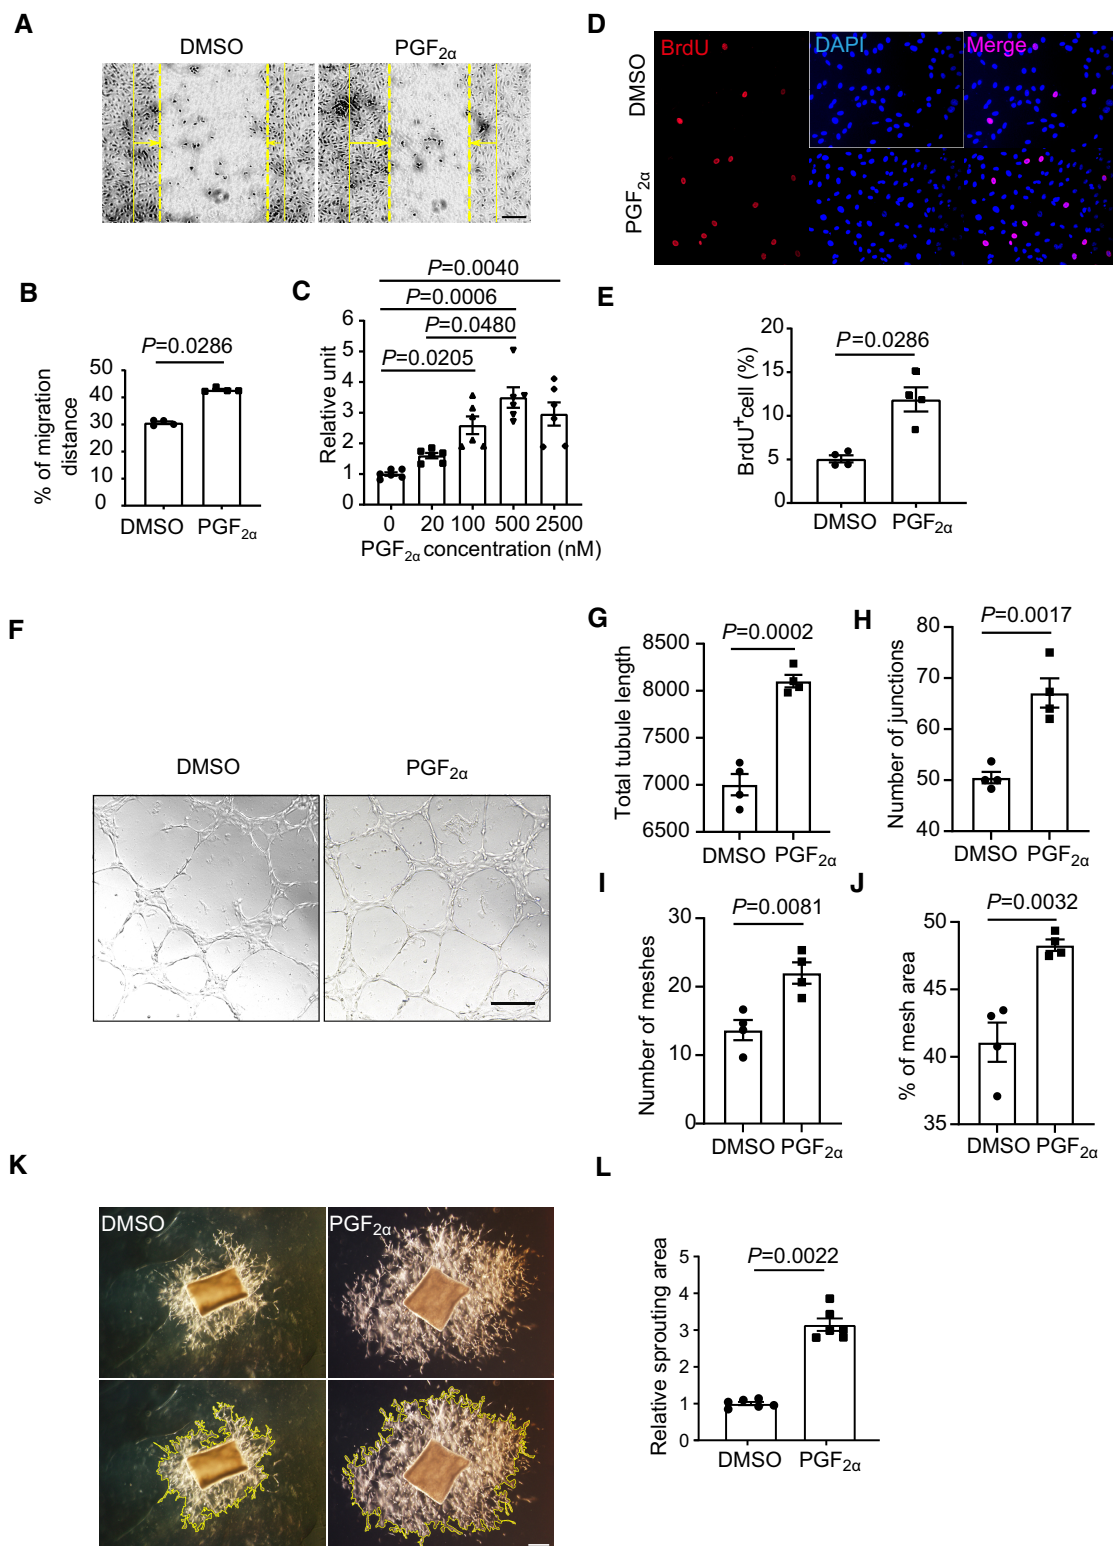 A
DMSO
PGF2α
B
P=0.0286
% of migration
distance
50
40
30
20
10
0
DMSO
PGF2α
C
P=0.0040
P=0.0006
P=0.0480
P=0.0205
Relative unit
6
5
4
3
2
1
0
0
20
100
500
2500
PGF2α concentration (nM)
D
BrdU
DAPI
Merge
DMSO
PGF2α
E
P=0.0286
BrdU+cell (%)
20
15
10
5
0
DMSO
PGF2α
F
DMSO
PGF2α
G
P=0.0002
Total tubule length
8500
8000
7500
7000
6500
DMSO
PGF2α
H
P=0.0017
Number of junctions
80
70
60
50
40
DMSO
PGF2α
I
P=0.0081
Number of meshes
30
20
10
0
DMSO
PGF2α
J
P=0.0032
% of mesh area
50
45
40
35
DMSO
PGF2α
K
DMSO
PGF2α
L
P=0.0022
Relative sprouting area
5
4
3
2
1
0
DMSO
PGF2α